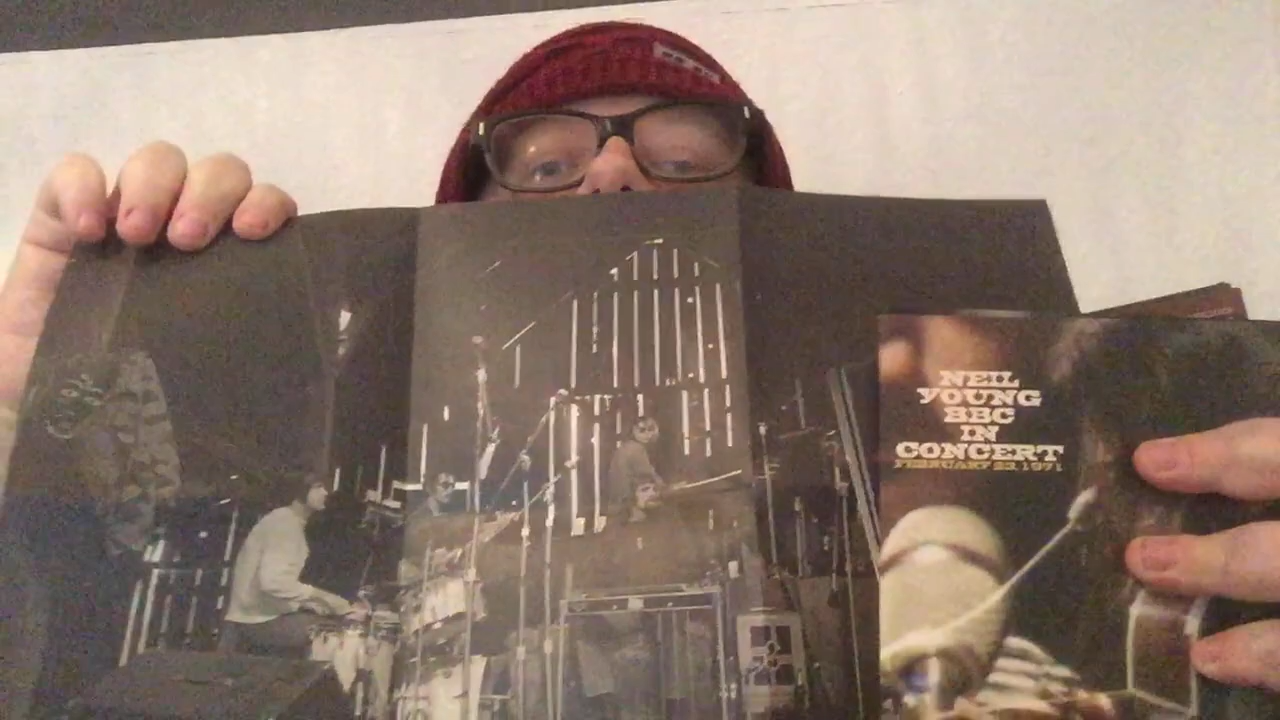 NEIL
YOUNG
BBC
IN
CONCERT
FEBRUARY 23, 1971